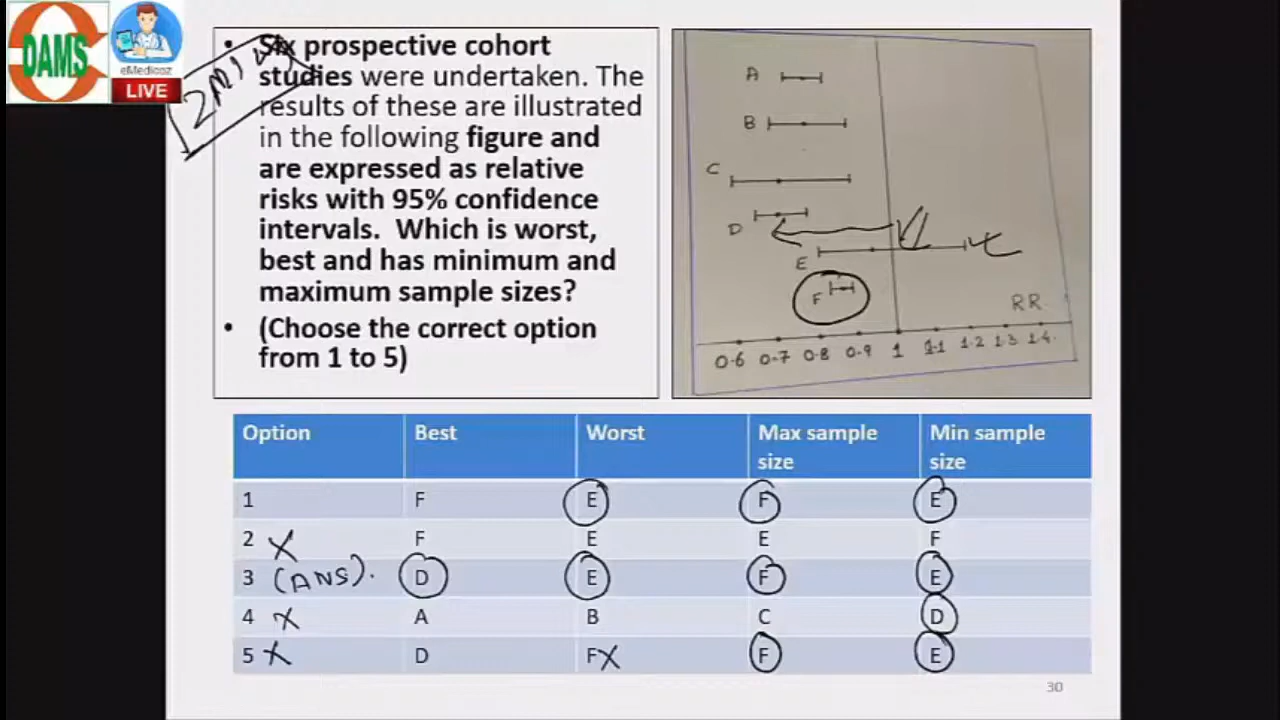 DAMS
eMedicoz
LIVE
2 M
• Six prospective cohort
studies were undertaken. The
results of these are illustrated
in the following figure and
are expressed as relative
risks with 95% confidence
intervals. Which is worst,
best and has minimum and
maximum sample sizes?
• (Choose the correct option
from 1 to 5)
A
B
C
D
E
F
RR
0.6 0.7 0.8 0.9 1 1.1 1.2 1.3 1.4
Option Best Worst Max sample size Min sample size
1 F E F E
2 X F E E F
3 (ANS). D E F E
4 X A B C D
5 X D F X F E
30